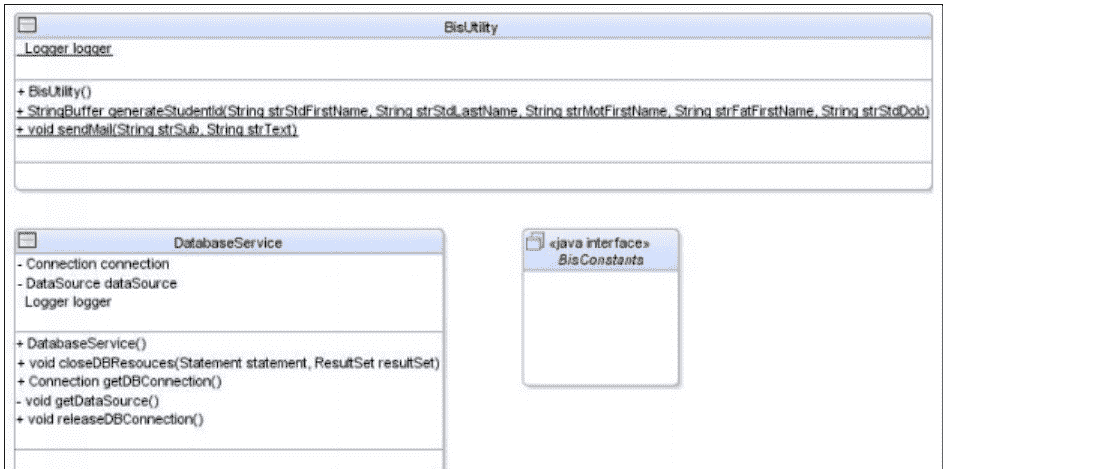 BisUtility
Logger logger
+ BisUtility()
+ StringBuffer generateStudentId(String strStdFirstName, String strStdLastName, String strMotFirstName, String strFatFirstName, String strStdDob)
+ void sendMail(String strSub, String strText)
DatabaseService
- Connection connection
- DataSource dataSource
Logger logger
+ DatabaseService()
+ void closeDBResouces(Statement statement, ResultSet resultSet)
+ Connection getDBConnection()
- void getDataSource()
+ void releaseDBConnection()
«java interface»
BisConstants